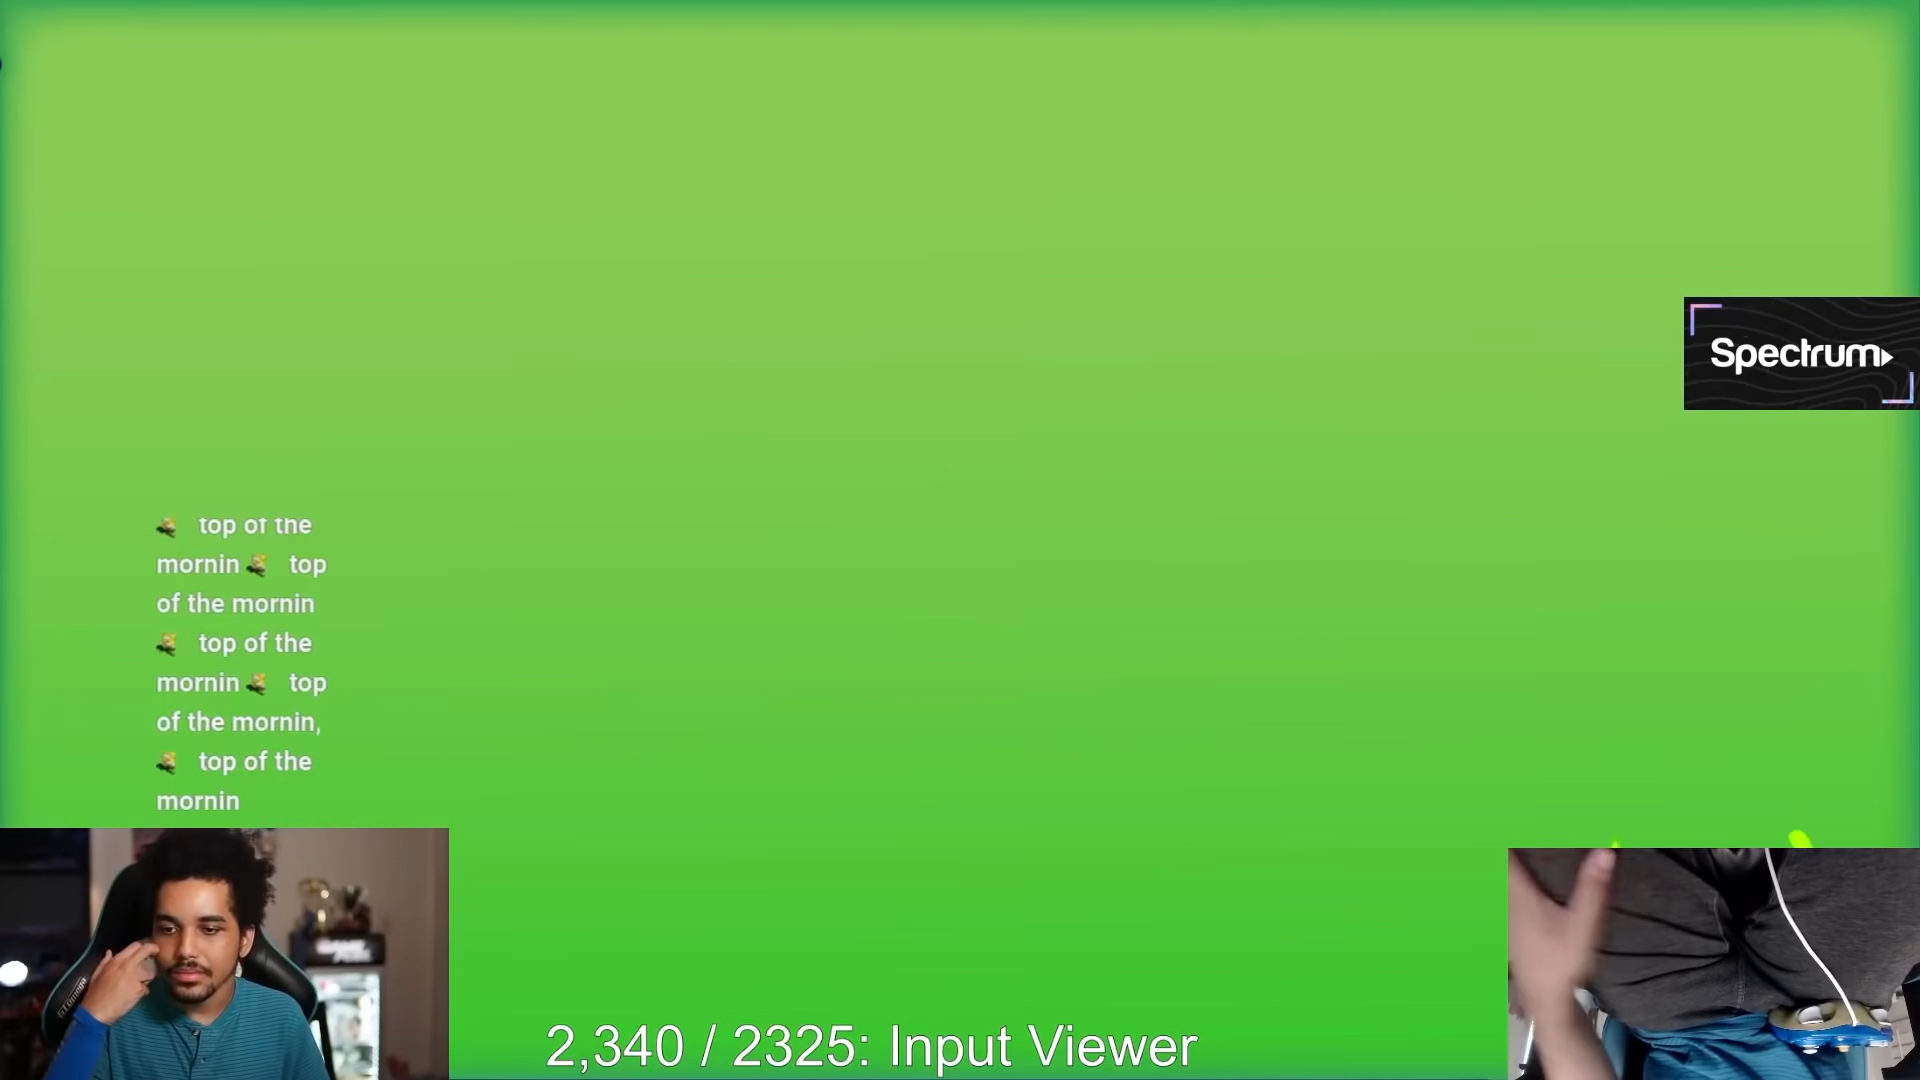 top of the
mornin top
of the mornin
top of the
mornin top
of the mornin,
top of the
mornin
Spectrum
2,340 / 2325: Input Viewer